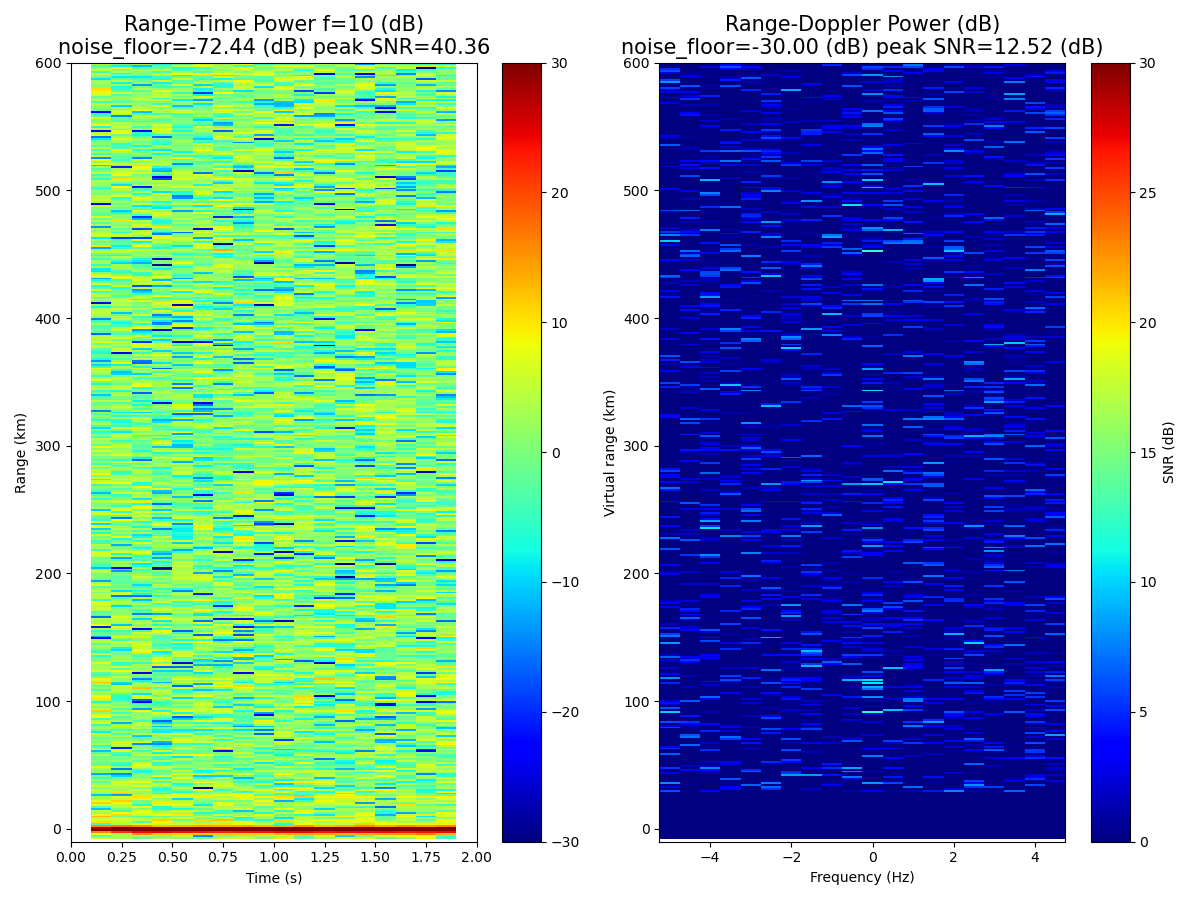 Range-Time Power f=10 (dB)
noise_floor=-72.44 (dB) peak SNR=40.36
Range-Doppler Power (dB)
noise_floor=-30.00 (dB) peak SNR=12.52 (dB)
600
500
400
300
200
100
0
Range (km)
0.00 0.25 0.50 0.75 1.00 1.25 1.50 1.75 2.00
Time (s)
30
20
10
0
−10
−20
−30
600
500
400
300
200
100
0
Virtual range (km)
−4 −2 0 2 4
Frequency (Hz)
30
25
20
15
10
5
0
SNR (dB)